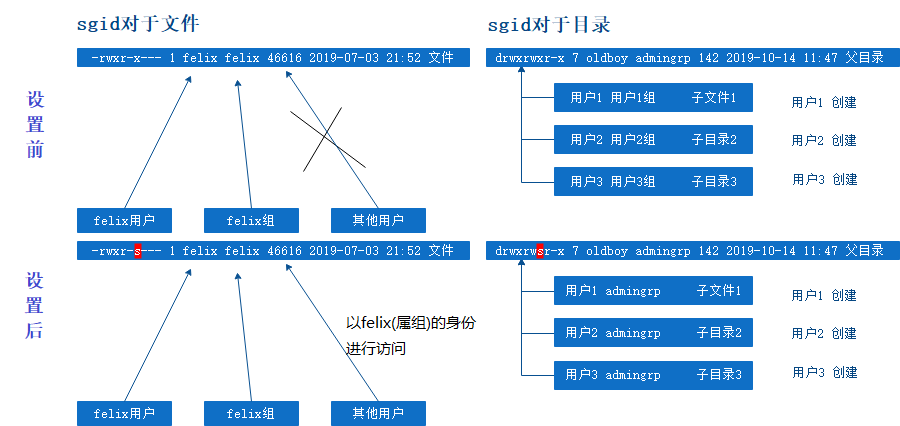 sgid对于文件
sgid对于目录
设置前
-rwxr-x--- 1 felix felix 46616 2019-07-03 21:52 文件
felix用户
felix组
其他用户
drwxrwxr-x 7 oldboy admingrp 142 2019-10-14 11:47 父目录
用户1 用户1组 子文件1
用户1 创建
用户2 用户2组 子目录2
用户2 创建
用户3 用户3组 子目录3
用户3 创建
设置后
-rwxr-s--- 1 felix felix 46616 2019-07-03 21:52 文件
以felix(属组)的身份
进行访问
felix用户
felix组
其他用户
drwxrwsr-x 7 oldboy admingrp 142 2019-10-14 11:47 父目录
用户1 admingrp 子文件1
用户1 创建
用户2 admingrp 子目录2
用户2 创建
用户3 admingrp 子目录3
用户3 创建